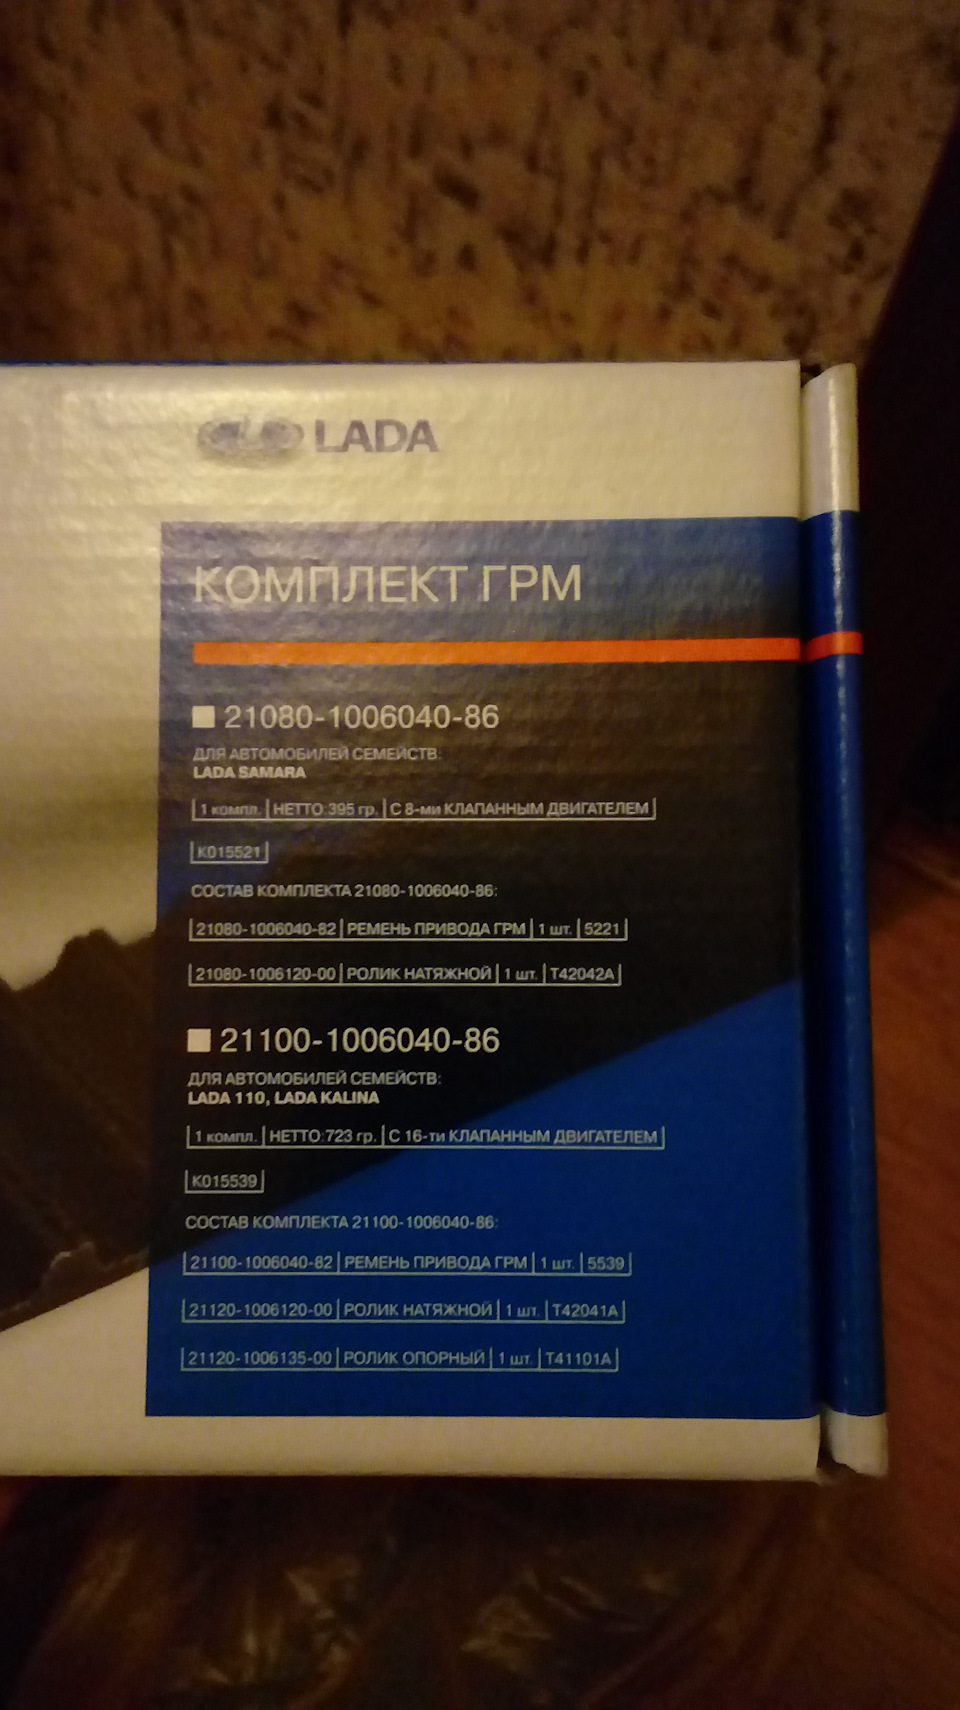 LADA
КОМПЛЕКТ ГРМ
21080-1006040-86
ДЛЯ АВТОМОБИЛЕЙ СЕМЕЙСТВ:
LADA SAMARA
1 компл. НЕТТО:395 гр. С 8-ми КЛАПАННЫМ ДВИГАТЕЛЕМ
K015521
СОСТАВ КОМПЛЕКТА 21080-1006040-86:
21080-1006040-82 РЕМЕНЬ ПРИВОДА ГРМ 1 шт. 5221
21080-1006120-00 РОЛИК НАТЯЖНОЙ 1 шт. T42042A
21100-1006040-86
ДЛЯ АВТОМОБИЛЕЙ СЕМЕЙСТВ:
LADA 110, LADA KALINA
1 компл. НЕТТО:723 гр. С 16-ти КЛАПАННЫМ ДВИГАТЕЛЕМ
K015539
СОСТАВ КОМПЛЕКТА 21100-1006040-86:
21100-1006040-82 РЕМЕНЬ ПРИВОДА ГРМ 1 шт. 5539
21120-1006120-00 РОЛИК НАТЯЖНОЙ 1 шт. T42041A
21120-1006135-00 РОЛИК ОПОРНЫЙ 1 шт. T41101A